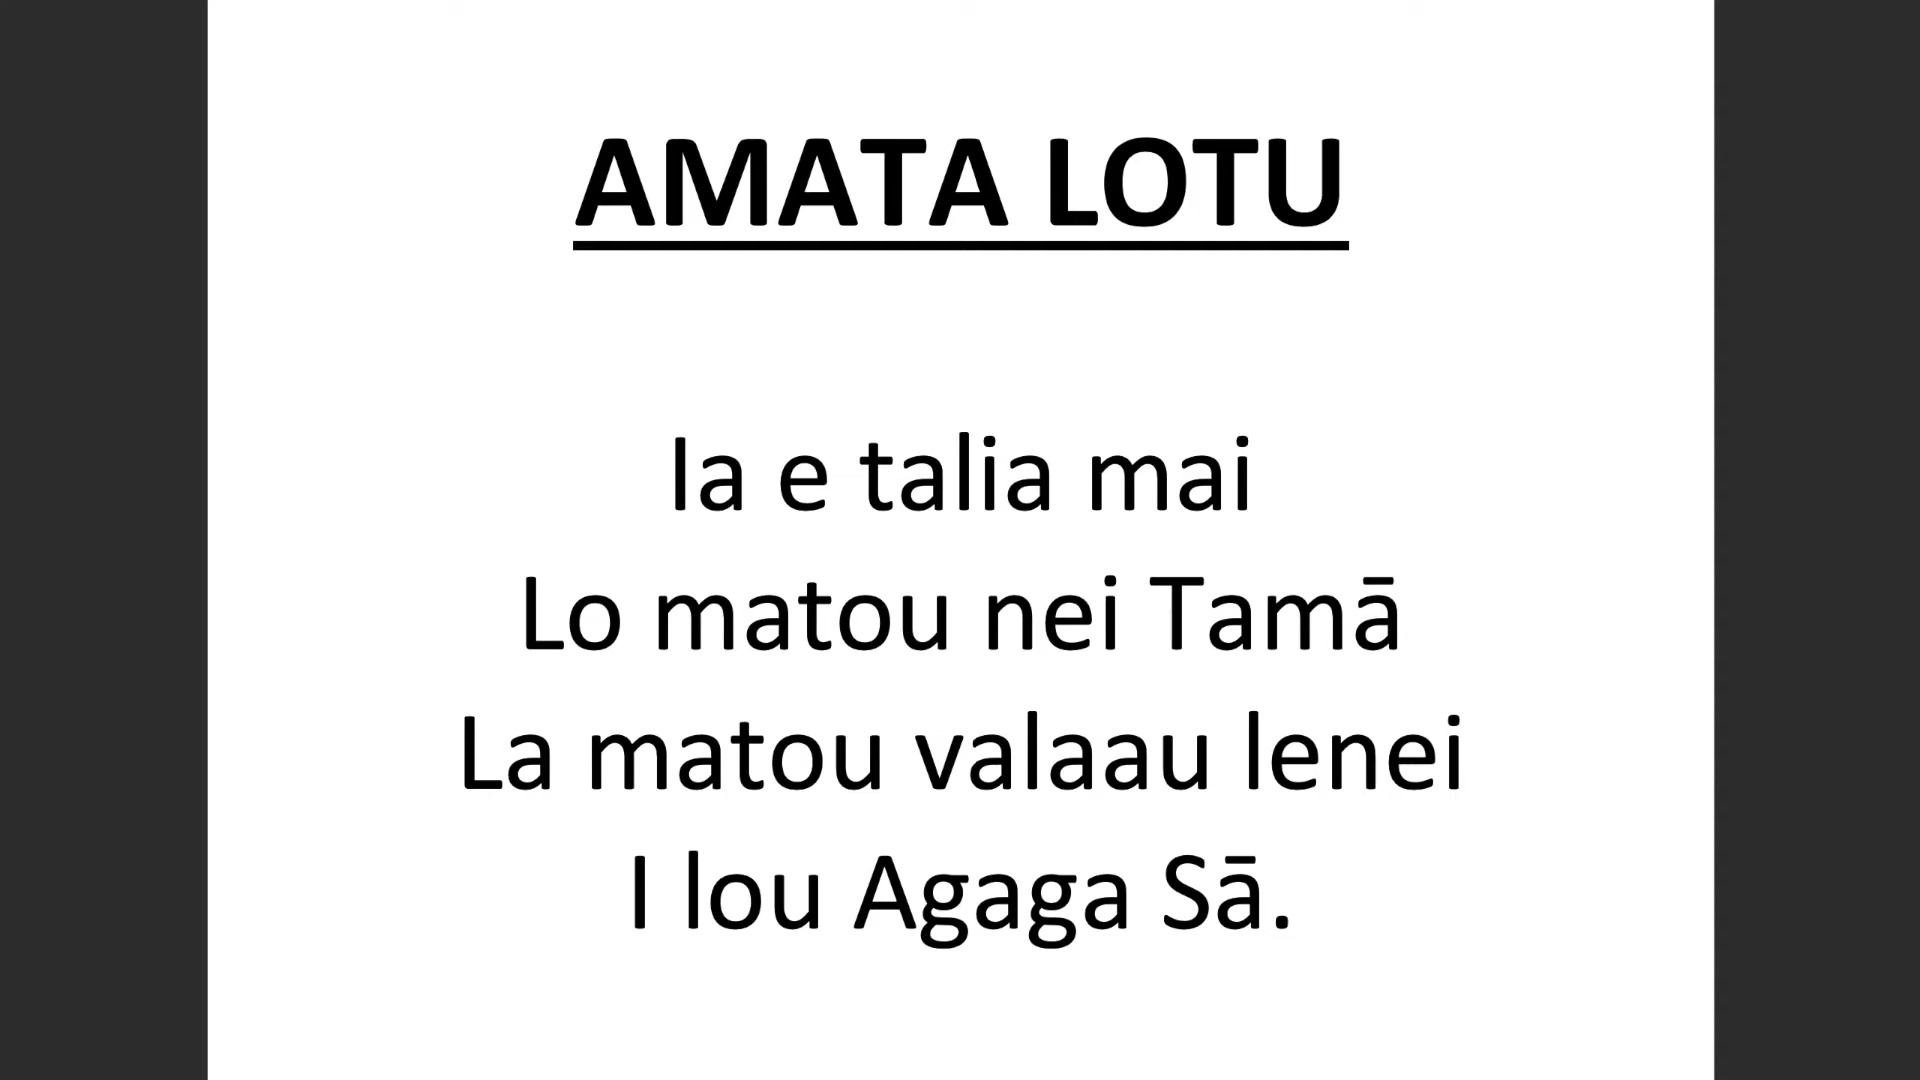 AMATA LOTU
Ia e talia mai
Lo matou nei Tamā
La matou valaau lenei
I lou Agaga Sā.